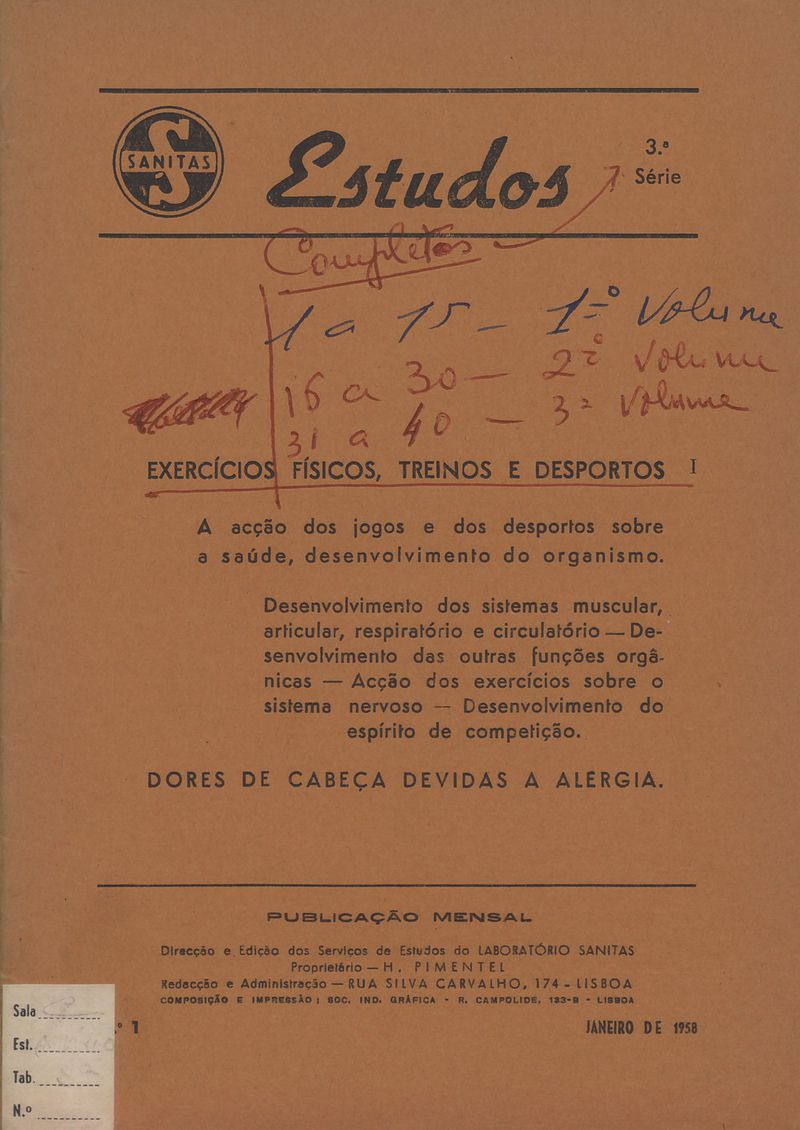 SANITAS
Estudos
3.ª
Série
Completos
1 a 15 - 1º Volume
16 a 30 - 2º Volume
31 a 40 - 3º Volume
EXERCÍCIOS FÍSICOS, TREINOS E DESPORTOS I
A acção dos jogos e dos desportos sobre
a saúde, desenvolvimento do organismo.
Desenvolvimento dos sistemas muscular,
articular, respiratório e circulatório — De-
senvolvimento das outras funções orgâ-
nicas — Acção dos exercícios sobre o
sistema nervoso — Desenvolvimento do
espírito de competição.
DORES DE CABEÇA DEVIDAS A ALERGIA.
PUBLICAÇÃO MENSAL
Direcção e Edição dos Serviços de Estudos do LABORATÓRIO SANITAS
Proprietário — H. PIMENTEL
Redacção e Administração — RUA SILVA CARVALHO, 174 - LISBOA
COMPOSIÇÃO E IMPRESSÃO: SOC. IND. GRÁFICA - R. CAMPOLIDE, 133-B - LISBOA
.º 1
JANEIRO DE 1958
Sala
Est.
Tab.
N.º